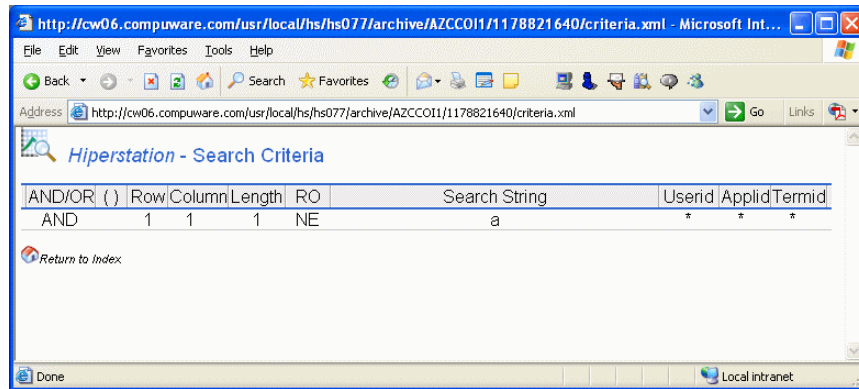 http://cw06.compuware.com/usr/local/hs/hs077/archive/AZCCOI1/1178821640/criteria.xml - Microsoft Int...
File Edit View Favorites Tools Help
Back Search Favorites
Address http://cw06.compuware.com/usr/local/hs/hs077/archive/AZCCOI1/1178821640/criteria.xml Go Links
Hiperstation - Search Criteria
AND/OR ( ) Row Column Length RO Search String Userid Applid Termid
AND 1 1 1 NE a * * *
Return to Index
Done Local intranet